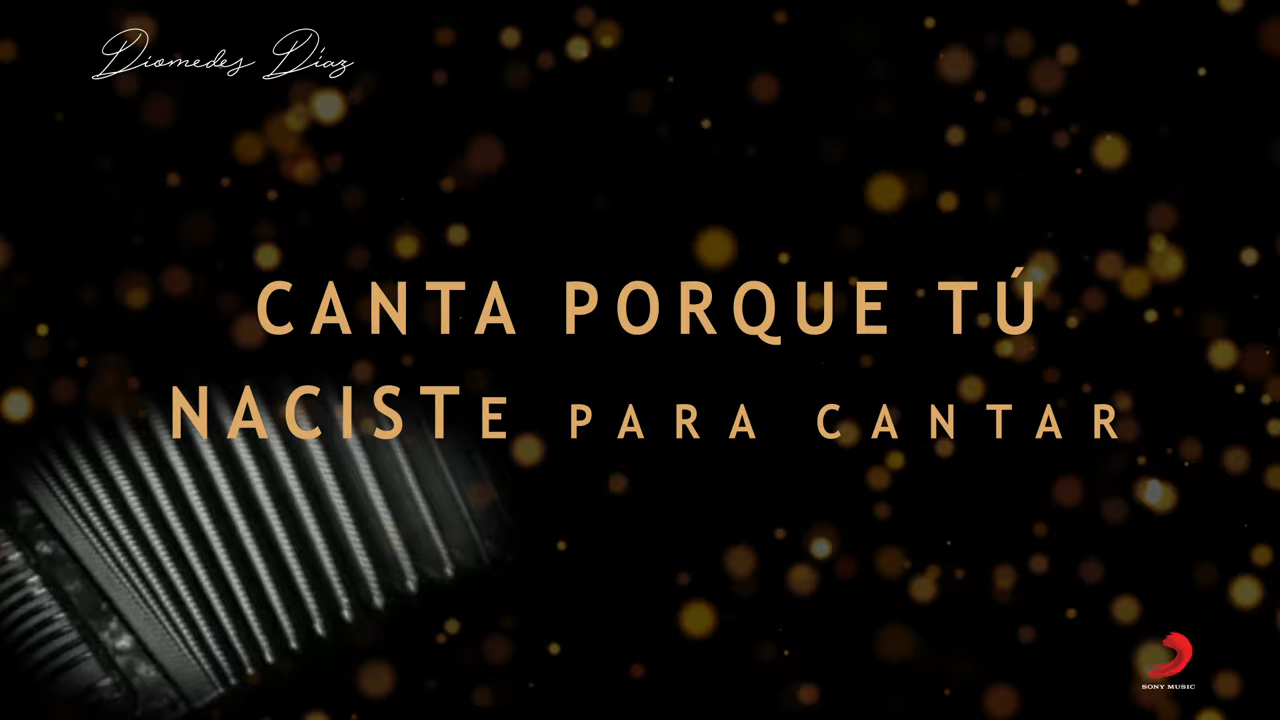 Diomedes Díaz
CANTA PORQUE TÚ
NACISTE PARA CANTAR
SONY MUSIC